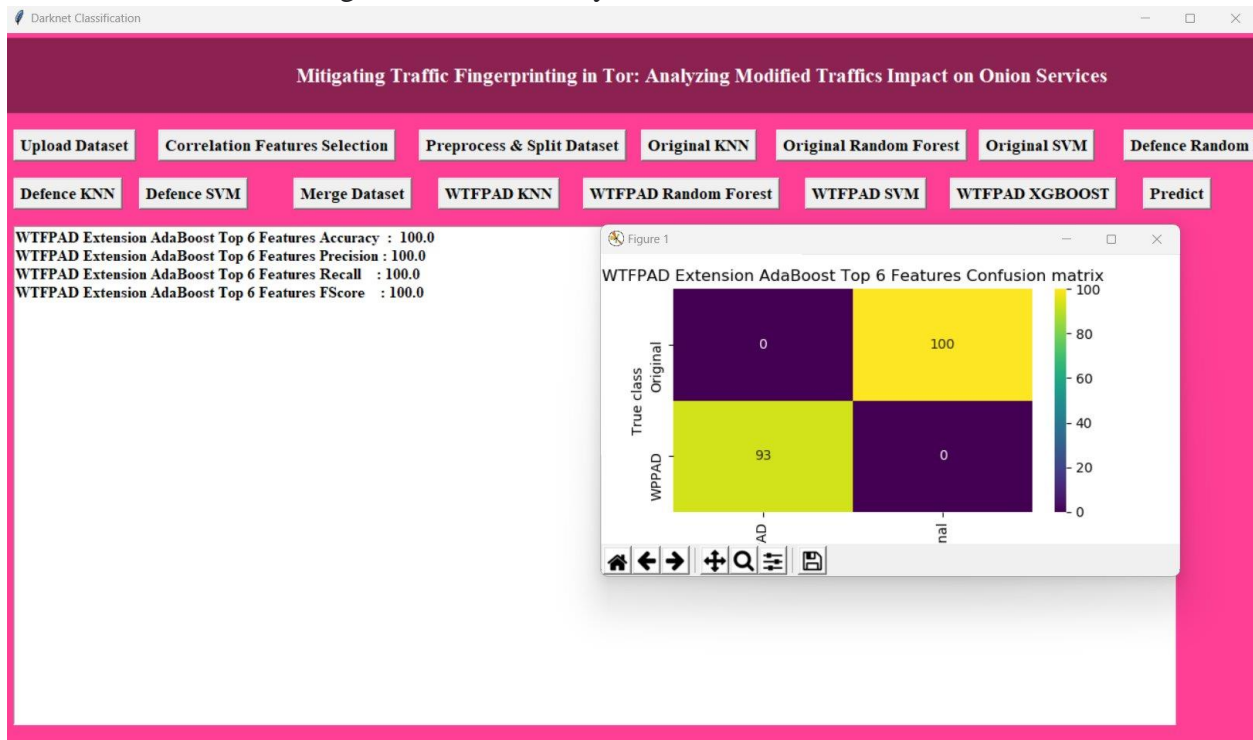 Darknet Classification
Mitigating Traffic Fingerprinting in Tor: Analyzing Modified Traffics Impact on Onion Services
Upload Dataset Correlation Features Selection Preprocess & Split Dataset Original KNN Original Random Forest Original SVM Defence Random
Defence KNN Defence SVM Merge Dataset WTFPAD KNN WTFPAD Random Forest WTFPAD SVM WTFPAD XGBOOST Predict
WTFPAD Extension AdaBoost Top 6 Features Accuracy : 100.0
WTFPAD Extension AdaBoost Top 6 Features Precision : 100.0
WTFPAD Extension AdaBoost Top 6 Features Recall : 100.0
WTFPAD Extension AdaBoost Top 6 Features FScore : 100.0
Figure 1
WTFPAD Extension AdaBoost Top 6 Features Confusion matrix
True class
Original
WPPAD
0 100
93 0
AD nal
100
80
60
40
20
0